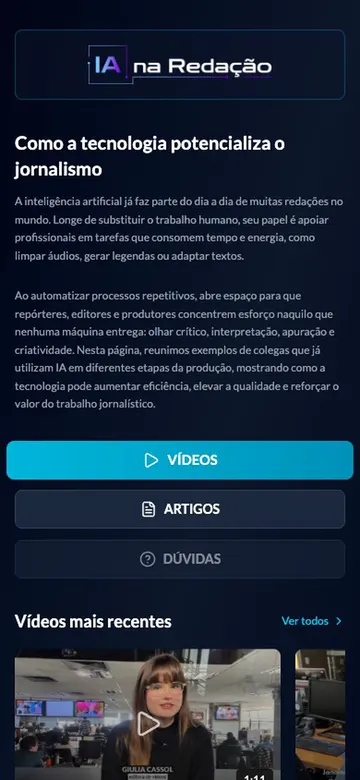 IA na Redação
Como a tecnologia potencializa o
jornalismo
A inteligência artificial já faz parte do dia a dia de muitas redações no
mundo. Longe de substituir o trabalho humano, seu papel é apoiar
profissionais em tarefas que consomem tempo e energia, como
limpar áudios, gerar legendas ou adaptar textos.
Ao automatizar processos repetitivos, abre espaço para que
repórteres, editores e produtores concentrem esforço naquilo que
nenhuma máquina entrega: olhar crítico, interpretação, apuração e
criatividade. Nesta página, reunimos exemplos de colegas que já
utilizam IA em diferentes etapas da produção, mostrando como a
tecnologia pode aumentar eficiência, elevar a qualidade e reforçar o
valor do trabalho jornalístico.
VÍDEOS
ARTIGOS
DÚVIDAS
Vídeos mais recentes
Ver todos
GIULIA CASSOL
1:11